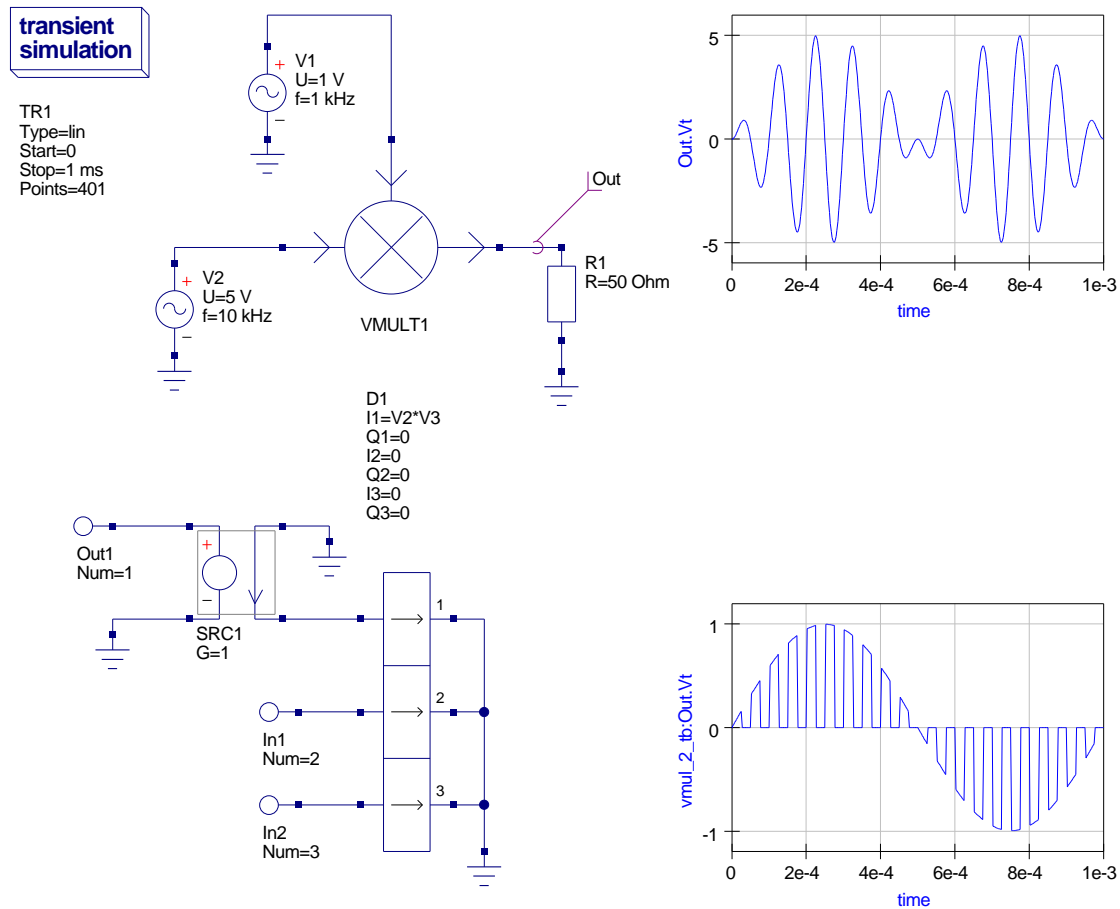 transient
simulation
TR1
Type=lin
Start=0
Stop=1 ms
Points=401
+
V1
U=1 V
f=1 kHz
−
+
V2
U=5 V
f=10 kHz
−
VMULT1
Out
R1
R=50 Ohm
D1
I1=V2*V3
Q1=0
I2=0
Q2=0
I3=0
Q3=0
Out1
Num=1
+
−
SRC1
G=1
1
2
3
In1
Num=2
In2
Num=3
Out.Vt
5
0
-5
0 2e-4 4e-4 6e-4 8e-4 1e-3
time
vmul_2_tb:Out.Vt
1
0
-1
0 2e-4 4e-4 6e-4 8e-4 1e-3
time